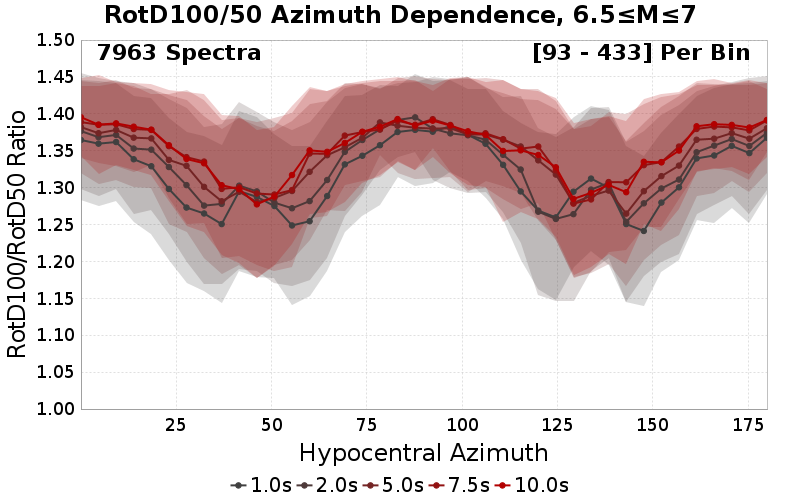 RotD100/50 Azimuth Dependence, 6.5≤M≤7
7963 Spectra
[93 - 433] Per Bin
RotD100/RotD50 Ratio
1.50
1.45
1.40
1.35
1.30
1.25
1.20
1.15
1.10
1.05
1.00
25 50 75 100 125 150 175
Hypocentral Azimuth
1.0s 2.0s 5.0s 7.5s 10.0s